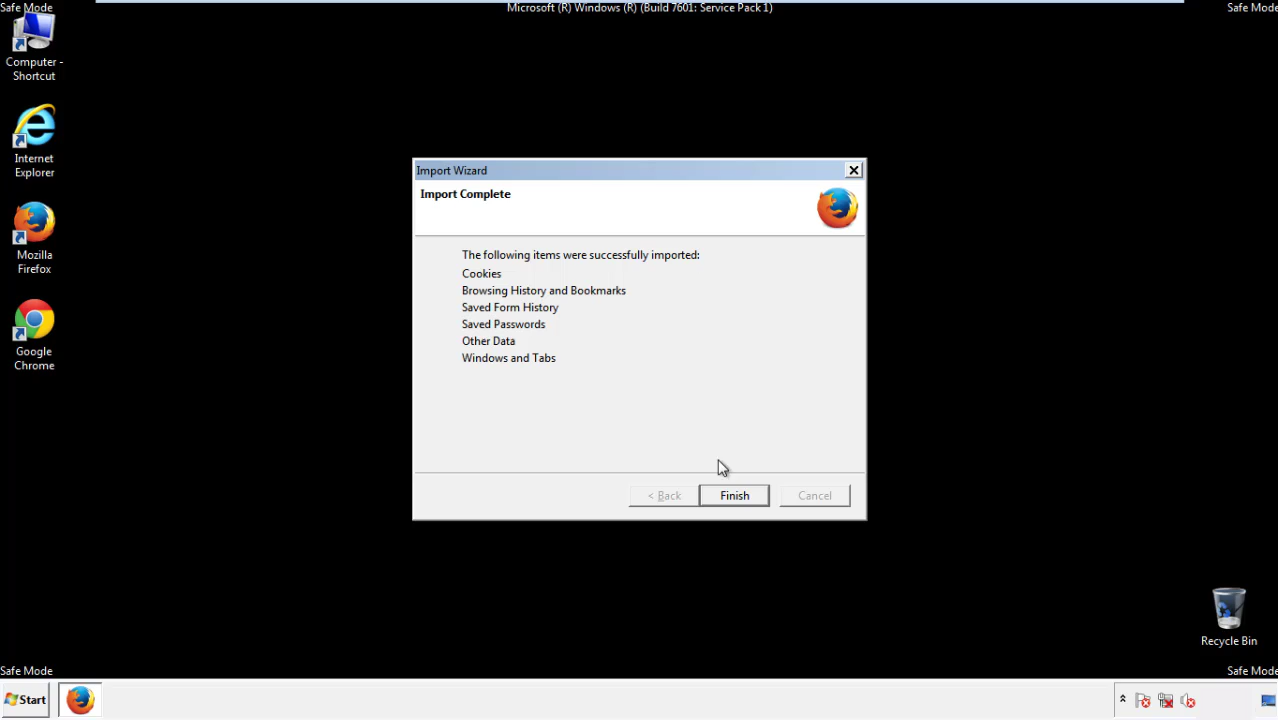 Safe Mode
Microsoft (R) Windows (R) (Build 7601: Service Pack 1)
Safe Mode
Computer -
Shortcut
Internet
Explorer
Mozilla
Firefox
Google
Chrome
Import Wizard
Import Complete
The following items were successfully imported:
Cookies
Browsing History and Bookmarks
Saved Form History
Saved Passwords
Other Data
Windows and Tabs
< Back
Finish
Cancel
Recycle Bin
Safe Mode
Safe Mode
Start